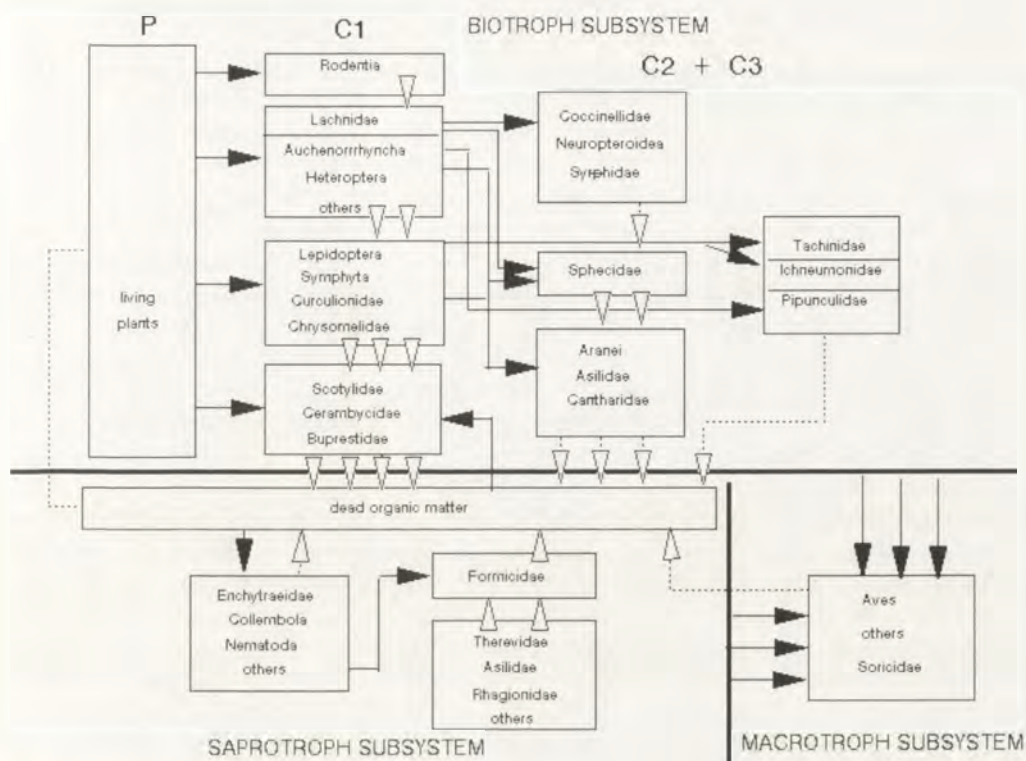 P
C1
BIOTROPH SUBSYSTEM
C2 + C3
Rodentia
Lachnidae
Auchenorrrhyncha
Heteroptera
others
Lepidoptera
Symphyta
Curculionidae
Chrysomelidae
living
plants
Scotylidae
Cerambycidae
Buprestidae
Coccinellidae
Neuropteroidea
Syrphidae
Sphecidae
Aranei
Asilidae
Cantharidae
Tachinidae
Ichneumonidae
Pipunculidae
dead organic matter
Enchytraeidae
Collembola
Nematoda
others
Formicidae
Therevidae
Asilidae
Rhagionidae
others
Aves
others
Soricidae
SAPROTROPH SUBSYSTEM
MACROTROPH SUBSYSTEM